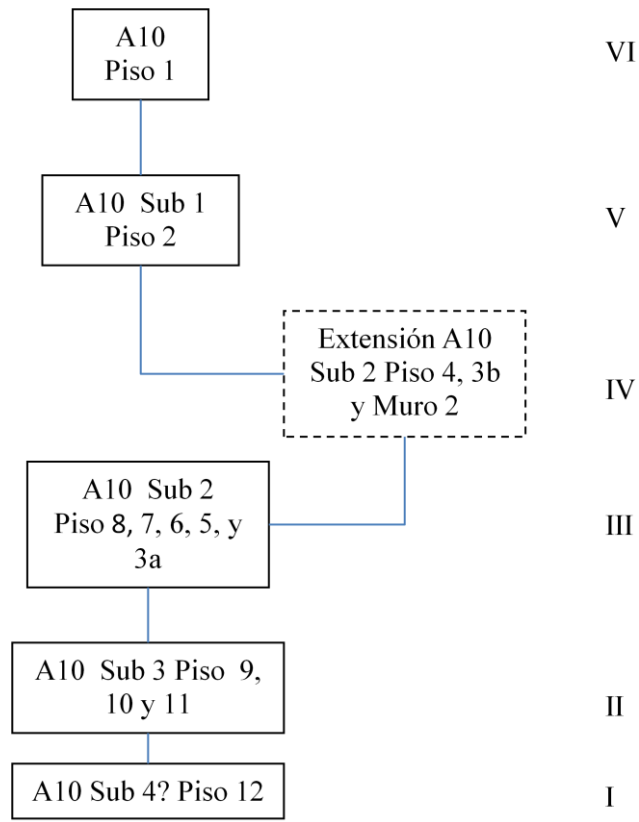 A10
Piso 1
VI
A10 Sub 1
Piso 2
V
Extensión A10
Sub 2 Piso 4, 3b
y Muro 2
IV
A10 Sub 2
Piso 8, 7, 6, 5, y
3a
III
A10 Sub 3 Piso 9,
10 y 11
II
A10 Sub 4? Piso 12
I